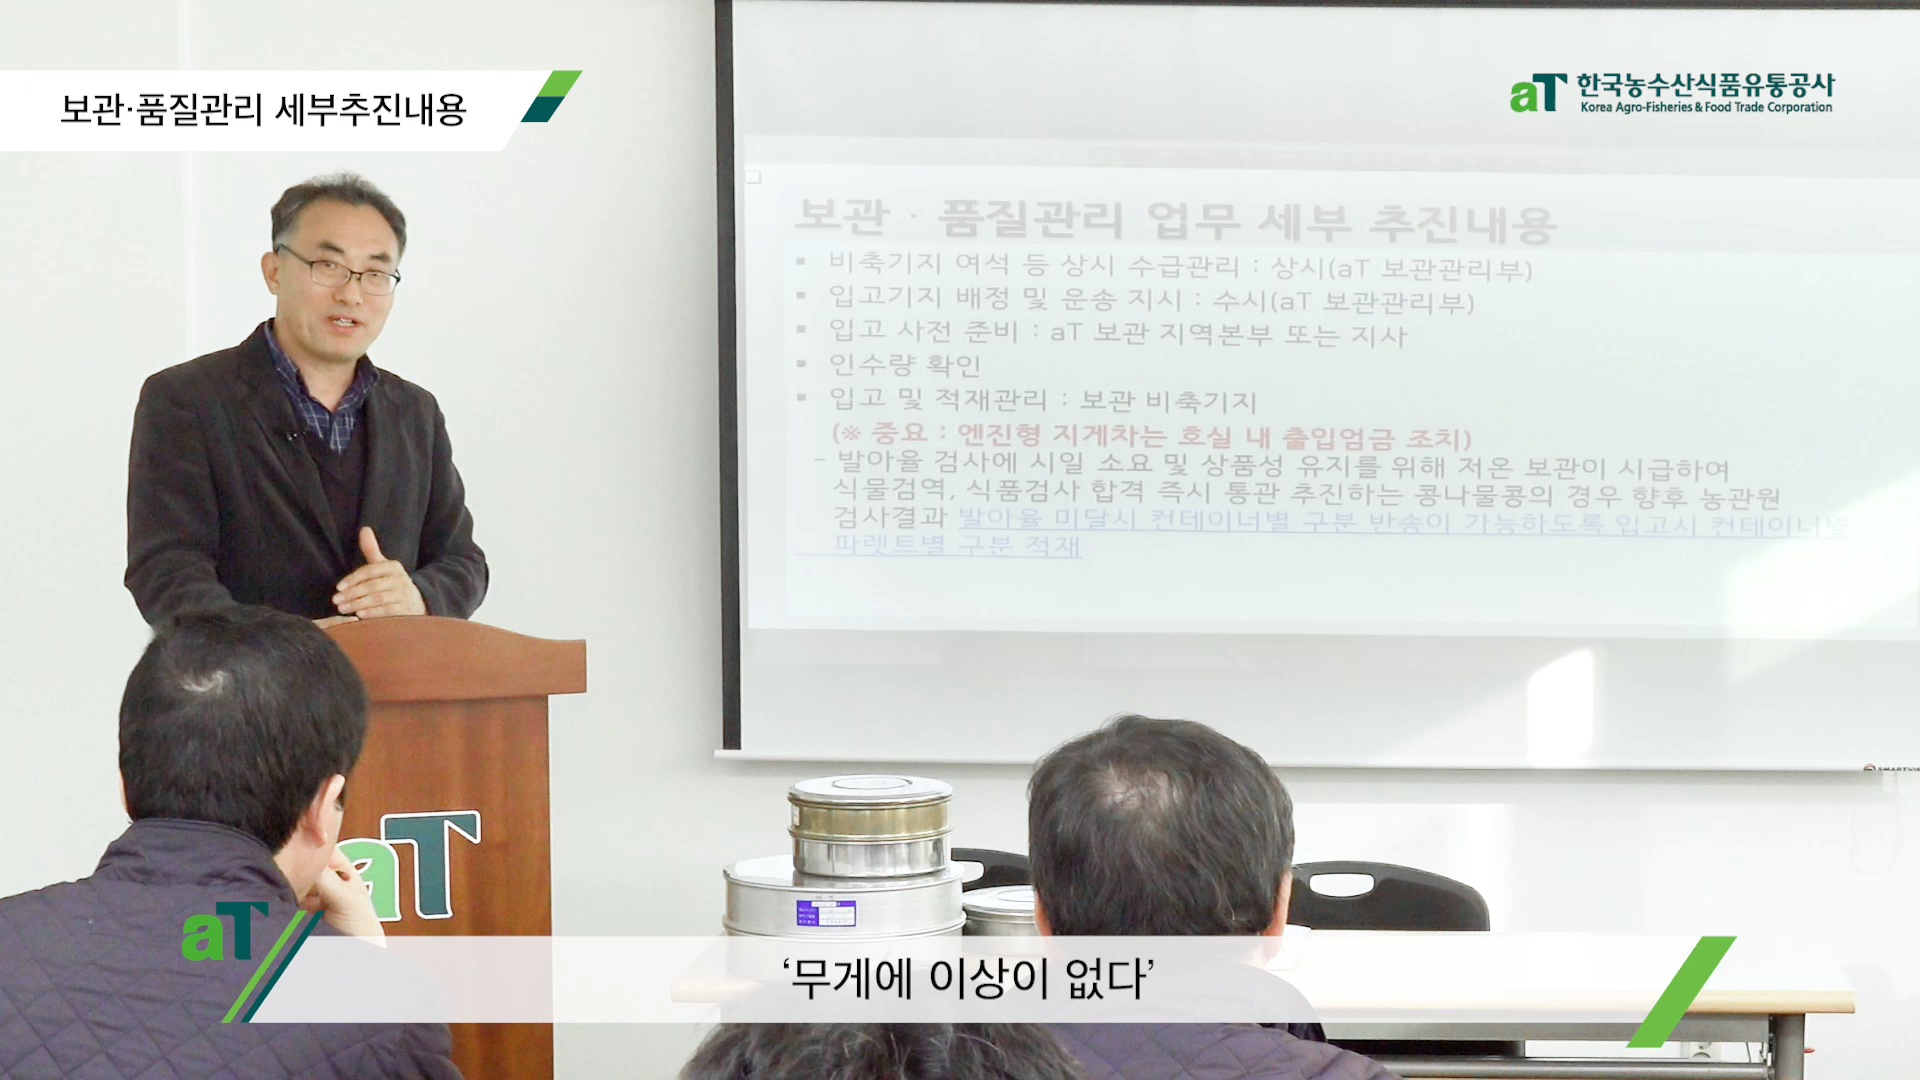 보관·품질관리 세부추진내용
aT 한국농수산식품유통공사
Korea Agro-Fisheries & Food Trade Corporation
보관 · 품질관리 업무 세부 추진내용
▪ 비축기지 여석 등 상시 수급관리 : 상시(aT 보관관리부)
▪ 입고기지 배정 및 운송 지시 : 수시(aT 보관관리부)
▪ 입고 사전 준비 : aT 보관 지역본부 또는 지사
▪ 인수량 확인
▪ 입고 및 적재관리 : 보관 비축기지
(※ 중요 : 엔진형 지게차는 호실 내 출입엄금 조치)
- 발아율 검사에 시일 소요 및 상품성 유지를 위해 저온 보관이 시급하여
식물검역, 식품검사 합격 즉시 통관 추진하는 콩나물콩의 경우 향후 농관원
검사결과 발아율 미달시 컨테이너별 구분 반송이 가능하도록 입고시 컨테이너별
파렛트별 구분 적재
aT
aT
‘무게에 이상이 없다’